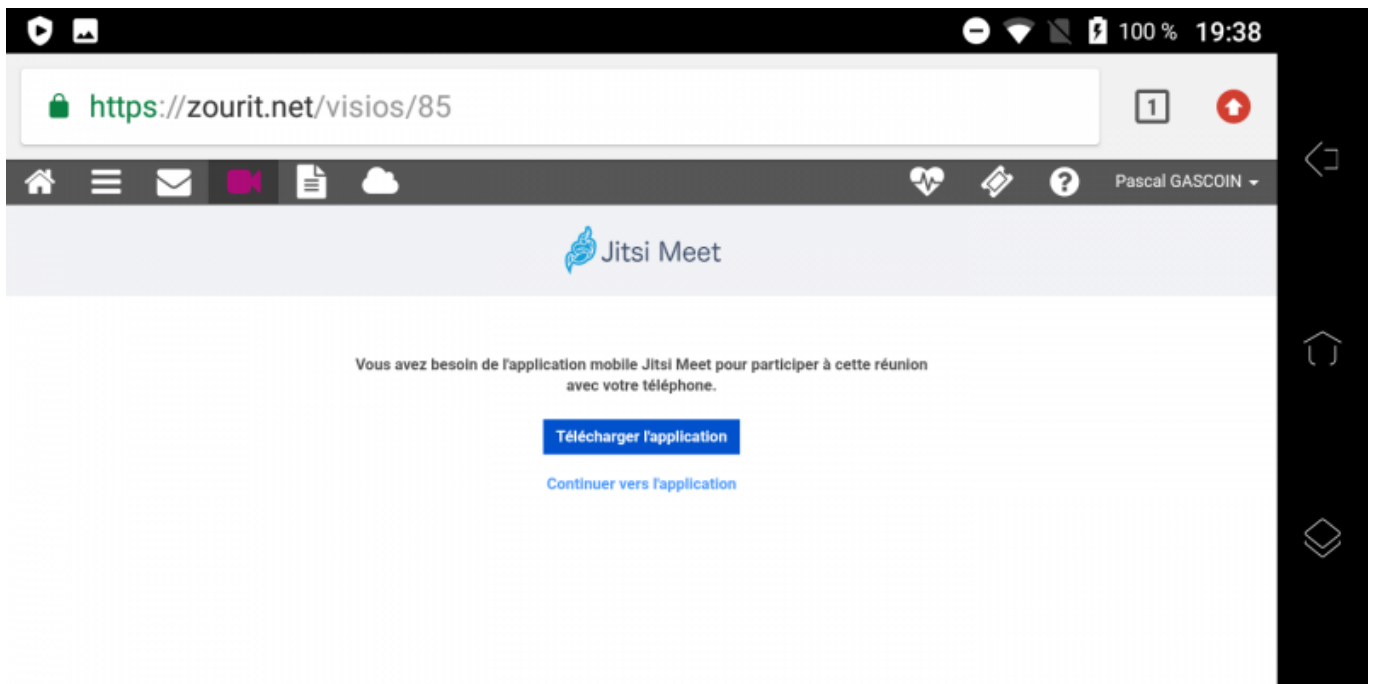 100 % 19:38
https://zourit.net/visios/85
1
Pascal GASCOIN
Jitsi Meet
Vous avez besoin de l'application mobile Jitsi Meet pour participer à cette réunion
avec votre téléphone.
Télécharger l'application
Continuer vers l'application